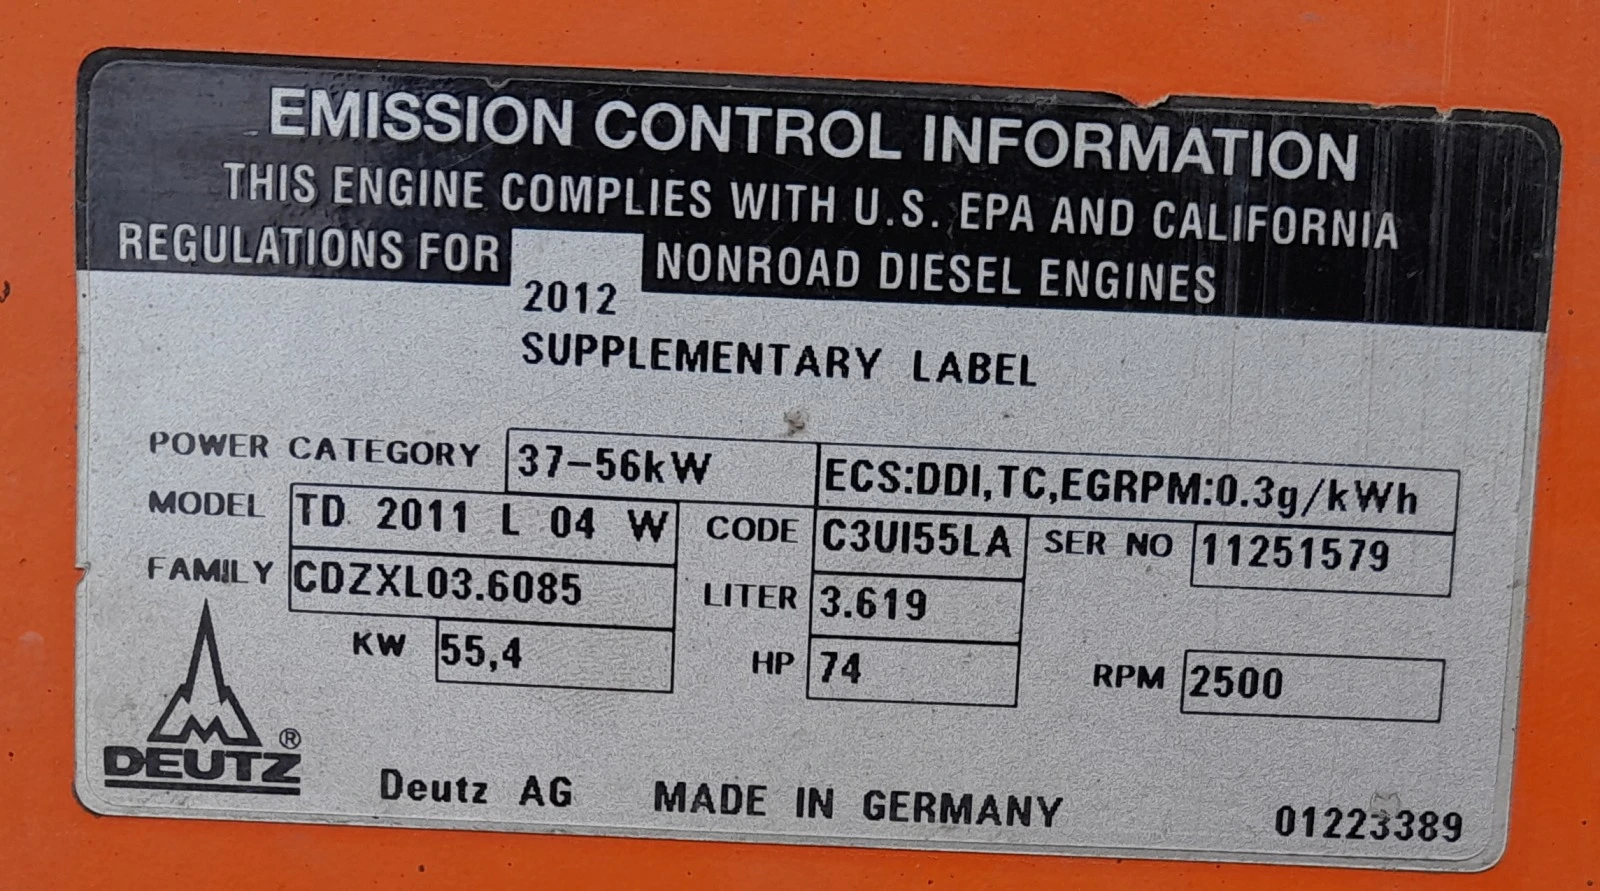 EMISSION CONTROL INFORMATION
THIS ENGINE COMPLIES WITH U.S. EPA AND CALIFORNIA
REGULATIONS FOR 2012 NONROAD DIESEL ENGINES
SUPPLEMENTARY LABEL
POWER CATEGORY 37-56kW ECS:DDI,TC,EGRPM:0.3g/kWh
MODEL TD 2011 L 04 W CODE C3UI55LA SER NO 11251579
FAMILY CDZXL03.6085 LITER 3.619
KW 55,4 HP 74 RPM 2500
DEUTZ®
Deutz AG MADE IN GERMANY 01223389